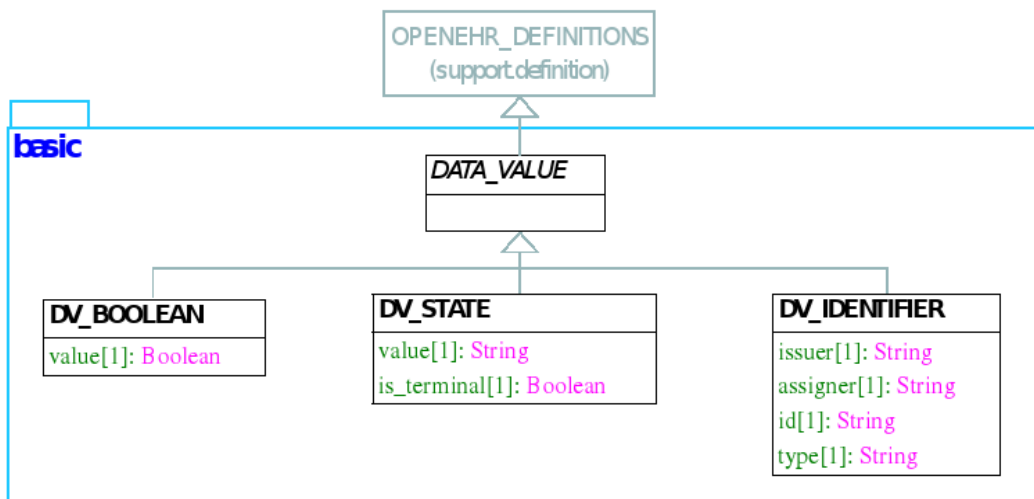 OPENEHR_DEFINITIONS
(support.definition)
basic
DATA_VALUE
DV_BOOLEAN
value[1]: Boolean
DV_STATE
value[1]: String
is_terminal[1]: Boolean
DV_IDENTIFIER
issuer[1]: String
assigner[1]: String
id[1]: String
type[1]: String